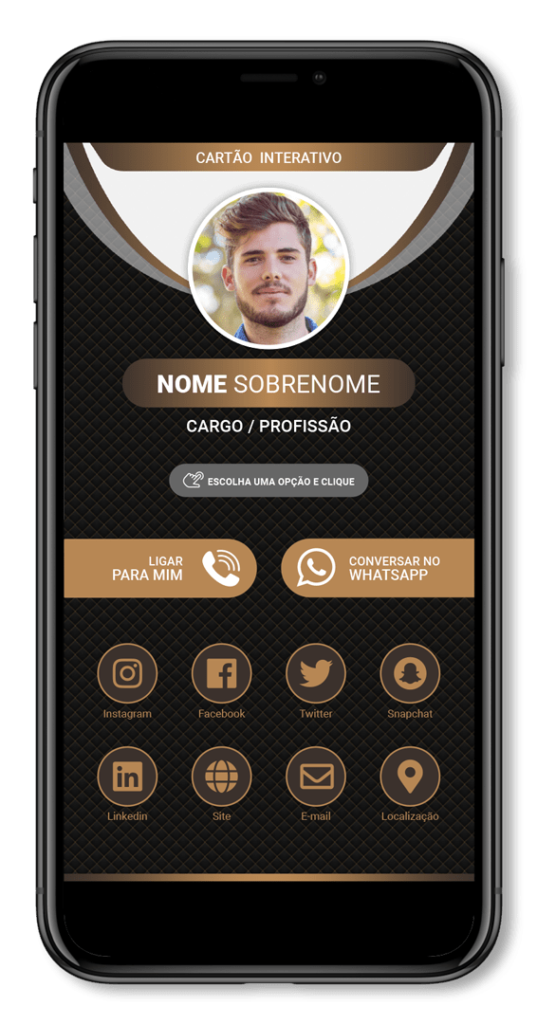 CARTÃO INTERATIVO
NOME SOBRENOME
CARGO / PROFISSÃO
ESCOLHA UMA OPÇÃO E CLIQUE
LIGAR
PARA MIM
CONVERSAR NO
WHATSAPP
Instagram Facebook Twitter Snapchat
in
Linkedin Site E-mail Localização